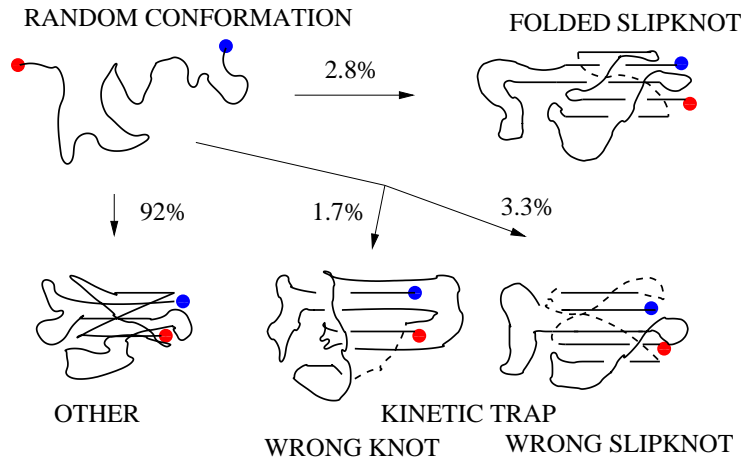 RANDOM CONFORMATION
FOLDED SLIPKNOT
2.8%
92%
1.7%
3.3%
OTHER
KINETIC TRAP
WRONG KNOT
WRONG SLIPKNOT